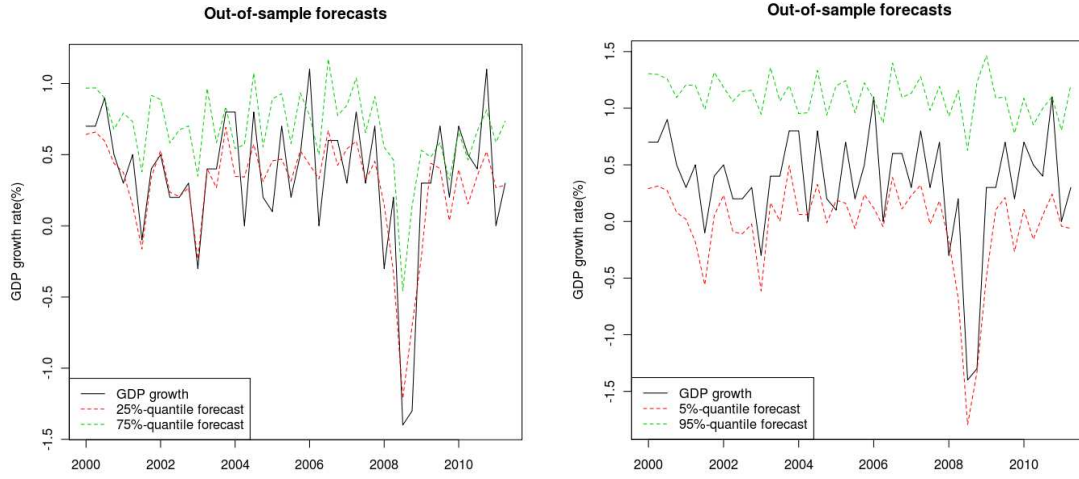 Out-of-sample forecasts
GDP growth rate(%)
1.0
0.5
0.0
-0.5
-1.0
-1.5
GDP growth
25%-quantile forecast
75%-quantile forecast
2000 2002 2004 2006 2008 2010
Out-of-sample forecasts
GDP growth rate(%)
1.5
1.0
0.5
0.0
-0.5
-1.0
-1.5
GDP growth
5%-quantile forecast
95%-quantile forecast
2000 2002 2004 2006 2008 2010